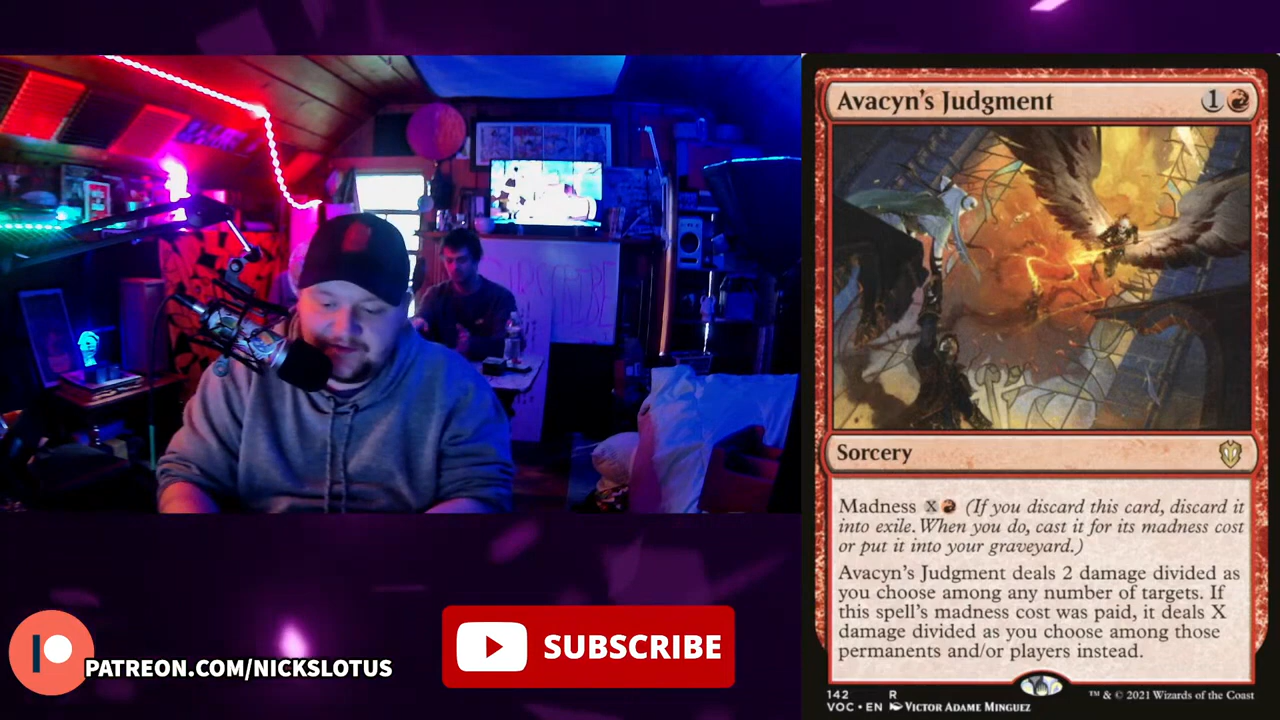 SUBSCRIBE
PATREON.COM/NICKSLOTUS
SUBSCRIBE
Avacyn's Judgment 1
Sorcery
Madness X (If you discard this card, discard it
into exile. When you do, cast it for its madness cost
or put it into your graveyard.)
Avacyn's Judgment deals 2 damage divided as
you choose among any number of targets. If
this spell's madness cost was paid, it deals X
damage divided as you choose among those
permanents and/or players instead.
142 R
VOC • EN Victor Adame Minguez
™ & © 2021 Wizards of the Coast